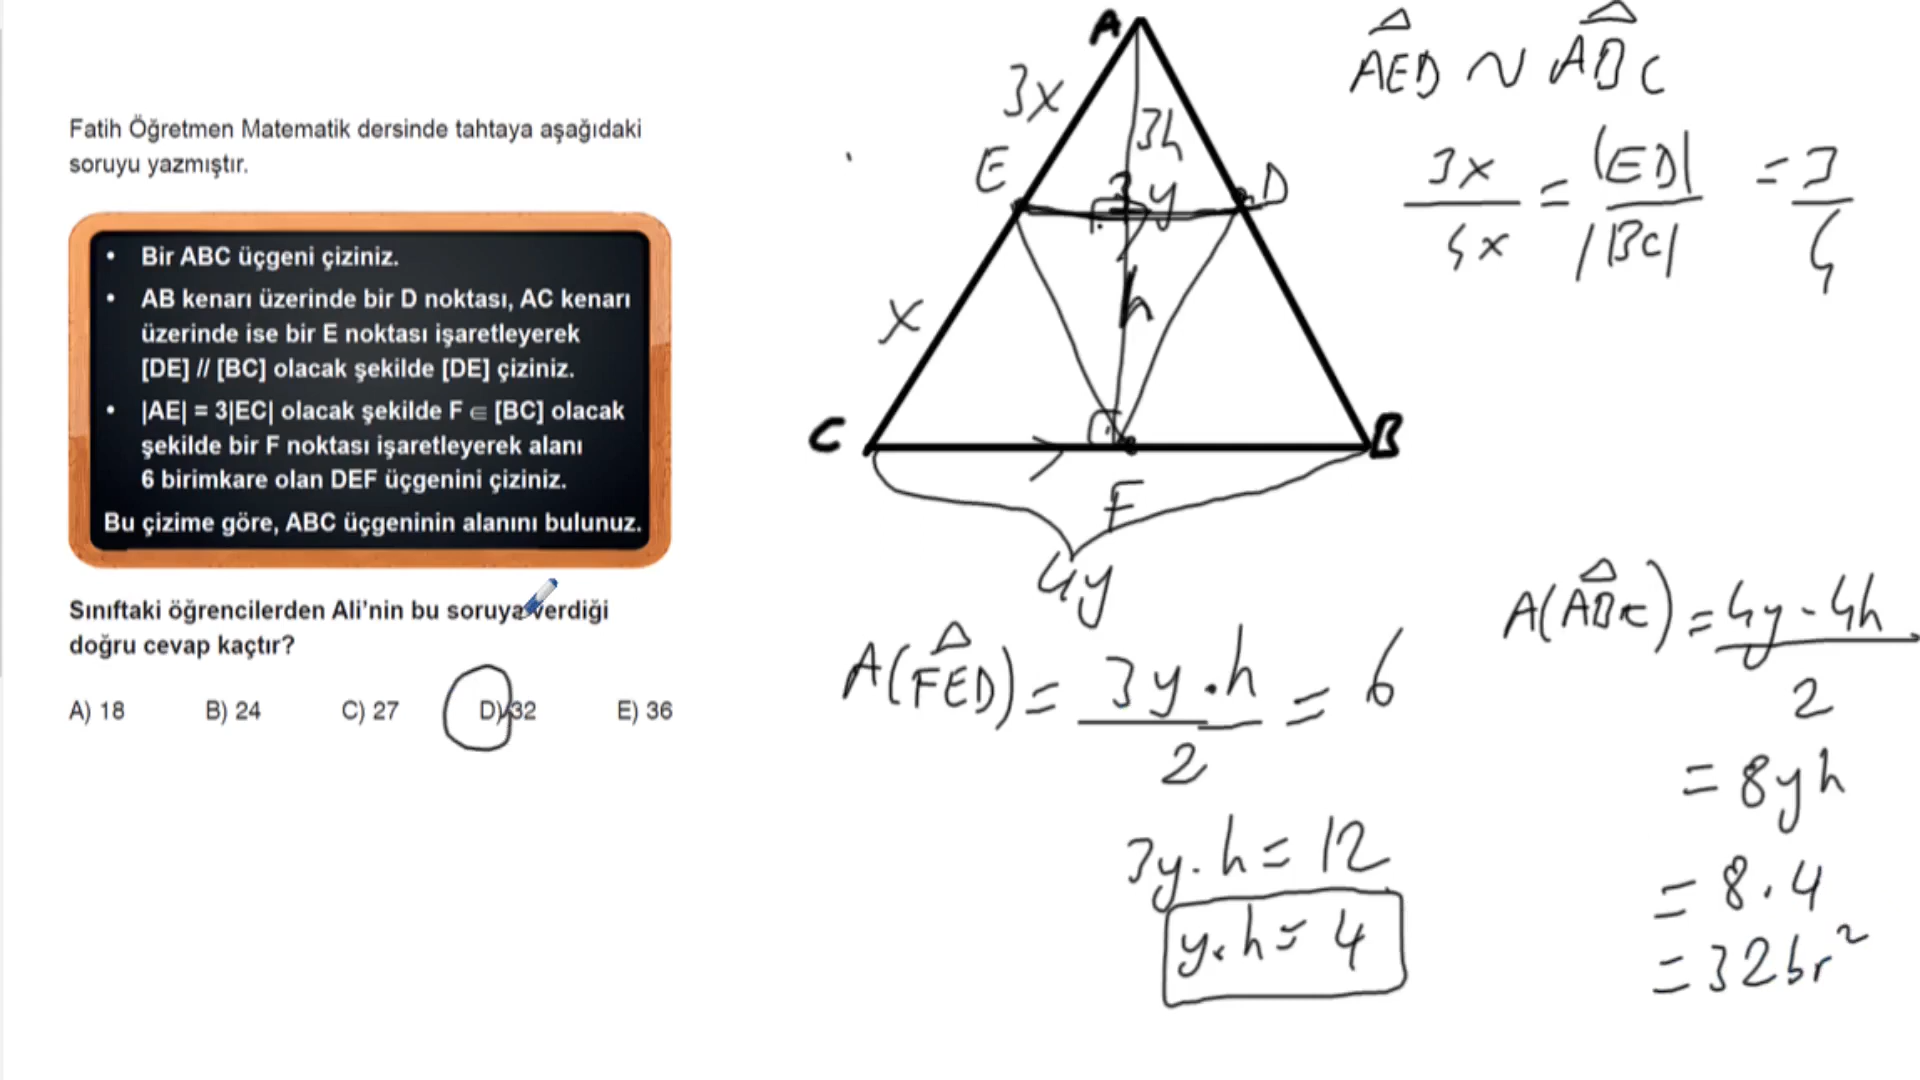 Fatih Öğretmen Matematik dersinde tahtaya aşağıdaki
soruyu yazmıştır.
• Bir ABC üçgeni çiziniz.
• AB kenarı üzerinde bir D noktası, AC kenarı
üzerinde ise bir E noktası işaretleyerek
[DE] // [BC] olacak şekilde [DE] çiziniz.
• |AE| = 3|EC| olacak şekilde F ∈ [BC] olacak
şekilde bir F noktası işaretleyerek alanı
6 birimkare olan DEF üçgenini çiziniz.
Bu çizime göre, ABC üçgeninin alanını bulunuz.
Sınıftaki öğrencilerden Ali’nin bu soruya verdiği
doğru cevap kaçtır?
A) 18 B) 24 C) 27 D) 32 E) 36
A
3x
3h
E
3y
D
x
h
C
B
F
4y
AED ~ ABC
3x/4x = |ED|/|BC| = 3/4
A(FED) = 3y.h/2 = 6
3y.h = 12
y.h = 4
A(ABC) = 4y.4h/2
= 8yh
= 8.4
= 32br²